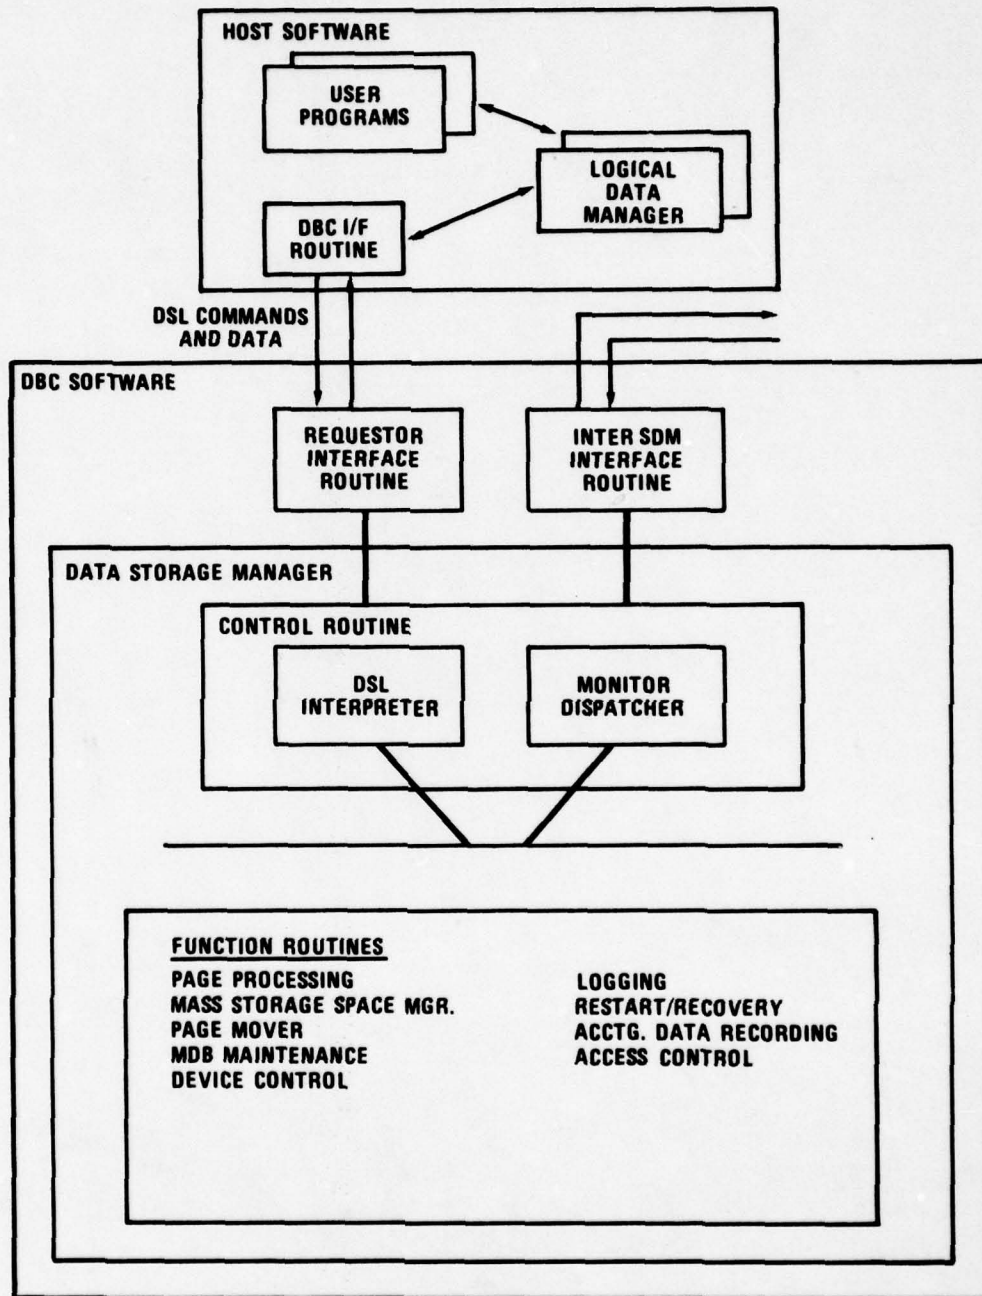 HOST SOFTWARE
USER
PROGRAMS
LOGICAL
DATA
MANAGER
DBC I/F
ROUTINE
DSL COMMANDS
AND DATA
DBC SOFTWARE
REQUESTOR
INTERFACE
ROUTINE
INTER SDM
INTERFACE
ROUTINE
DATA STORAGE MANAGER
CONTROL ROUTINE
DSL
INTERPRETER
MONITOR
DISPATCHER
FUNCTION ROUTINES
PAGE PROCESSING
MASS STORAGE SPACE MGR.
PAGE MOVER
MDB MAINTENANCE
DEVICE CONTROL
LOGGING
RESTART/RECOVERY
ACCTG. DATA RECORDING
ACCESS CONTROL